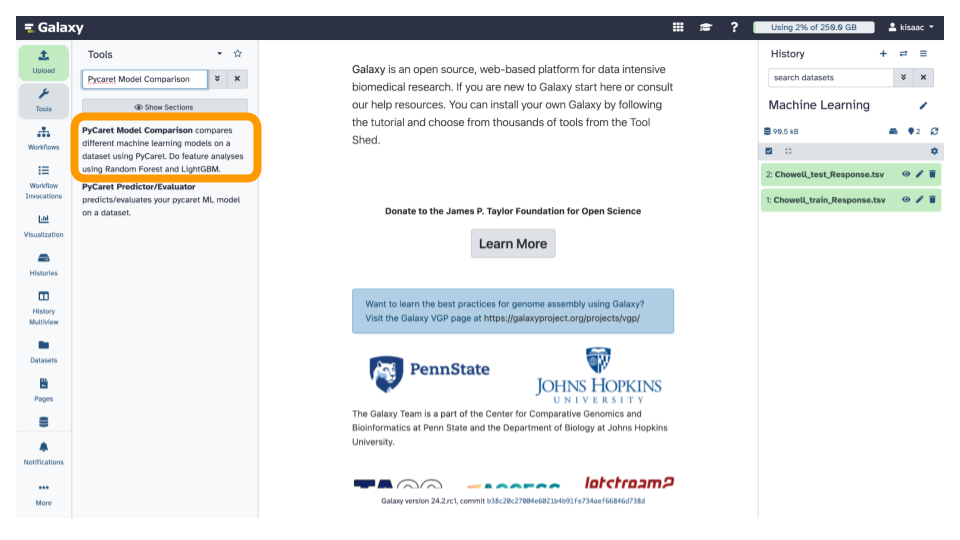 Galaxy
?
Using 2% of 250.0 GB
kisaac
Upload
Tools
Workflows
Workflow
Invocations
Visualization
Histories
History
Multiview
Datasets
Pages
Notifications
More
Tools
Pycaret Model Comparison
Show Sections
PyCaret Model Comparison compares
different machine learning models on a
dataset using PyCaret. Do feature analyses
using Random Forest and LightGBM.
PyCaret Predictor/Evaluator
predicts/evaluates your pycaret ML model
on a dataset.
Galaxy is an open source, web-based platform for data intensive
biomedical research. If you are new to Galaxy start here or consult
our help resources. You can install your own Galaxy by following
the tutorial and choose from thousands of tools from the Tool
Shed.
Donate to the James P. Taylor Foundation for Open Science
Learn More
Want to learn the best practices for genome assembly using Galaxy?
Visit the Galaxy VGP page at https://galaxyproject.org/projects/vgp/
PennState
JOHNS HOPKINS
UNIVERSITY
The Galaxy Team is a part of the Center for Comparative Genomics and
Bioinformatics at Penn State and the Department of Biology at Johns Hopkins
University.
Galaxy version 24.2.rc1, commit b38c20c27004e6021b4b91fe734aef66846d738d
History
search datasets
Machine Learning
90.5 kB
2
2: Chowell_test_Response.tsv
1: Chowell_train_Response.tsv